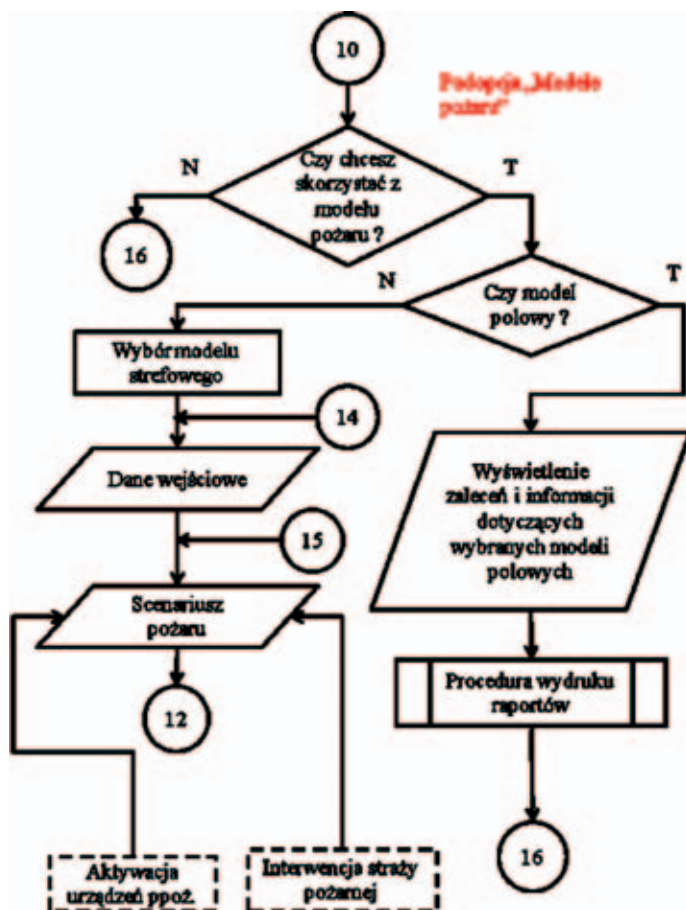 10
Podopcja „Modele
pożaru”
N
Czy chcesz
skorzystać z
modelu
pożaru ?
T
16
N
Czy model
polowy ?
T
Wybór modelu
strefowego
14
Dane wejściowe
Wyświetlenie
zaleceń i informacji
dotyczących
wybranych modeli
polowych
15
Scenariusz
pożaru
Procedura wydruku
raportów
12
16
Aktywacja
urządzeń ppoż.
Interwencja straży
pożarnej